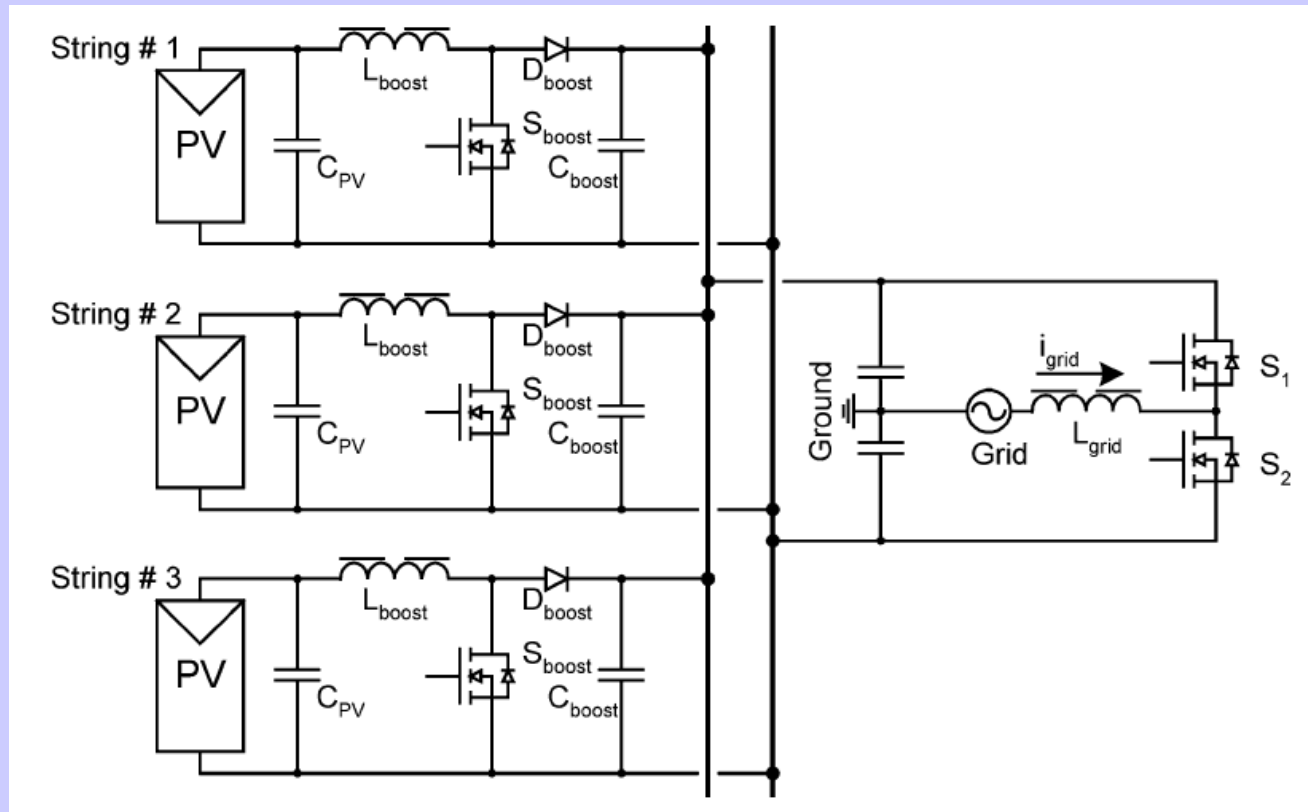 String # 1
PV
C_PV
L_boost
D_boost
S_boost
C_boost
String # 2
PV
C_PV
L_boost
D_boost
S_boost
C_boost
String # 3
PV
C_PV
L_boost
D_boost
S_boost
C_boost
Ground
Grid
i_grid
L_grid
S_1
S_2